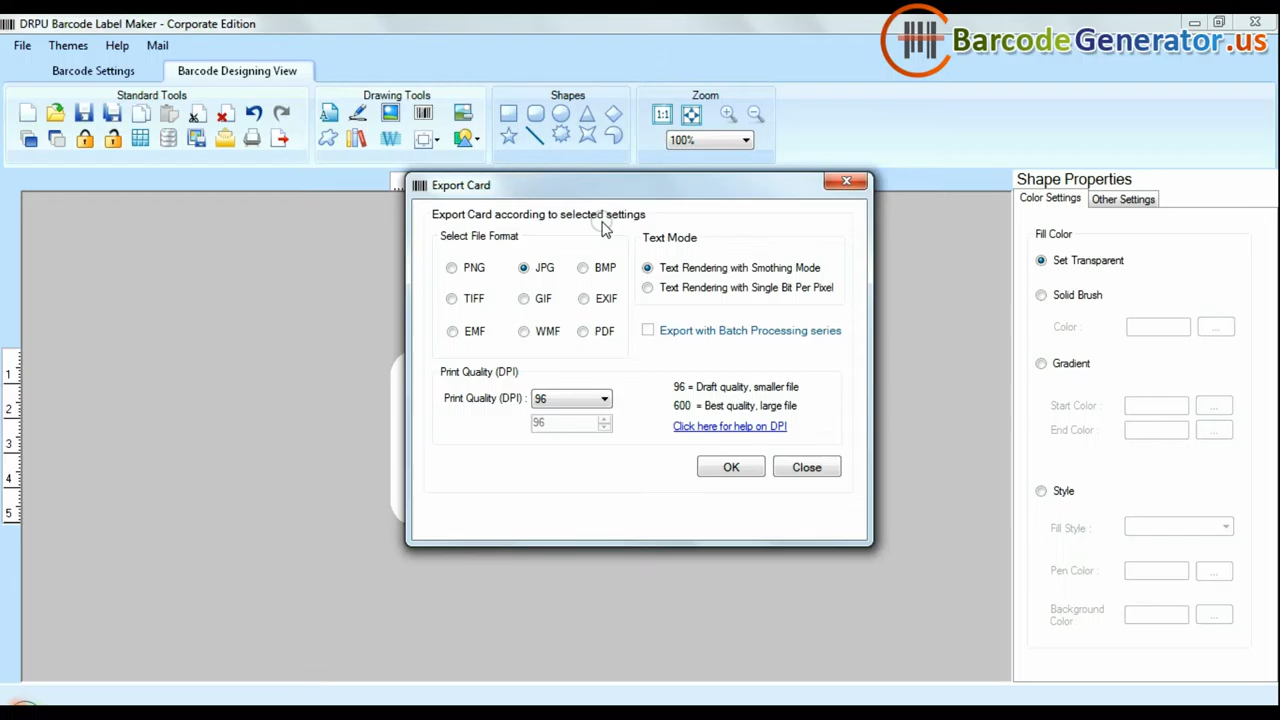 DRPU Barcode Label Maker - Corporate Edition
BarcodeGenerator.us
File Themes Help Mail
Barcode Settings Barcode Designing View
Standard Tools Drawing Tools Shapes Zoom
1:1
100%
Export Card
Export Card according to selected settings
Select File Format
PNG JPG BMP
TIFF GIF EXIF
EMF WMF PDF
Text Mode
Text Rendering with Smothing Mode
Text Rendering with Single Bit Per Pixel
Export with Batch Processing series
Print Quality (DPI)
Print Quality (DPI) : 96
96
96 = Draft quality, smaller file
600 = Best quality, large file
Click here for help on DPI
OK Close
1
2
3
4
5
Shape Properties
Color Settings Other Settings
Fill Color
Set Transparent
Solid Brush
Color : ...
Gradient
Start Color : ...
End Color : ...
Style
Fill Style :
Pen Color : ...
Background
Color : ...